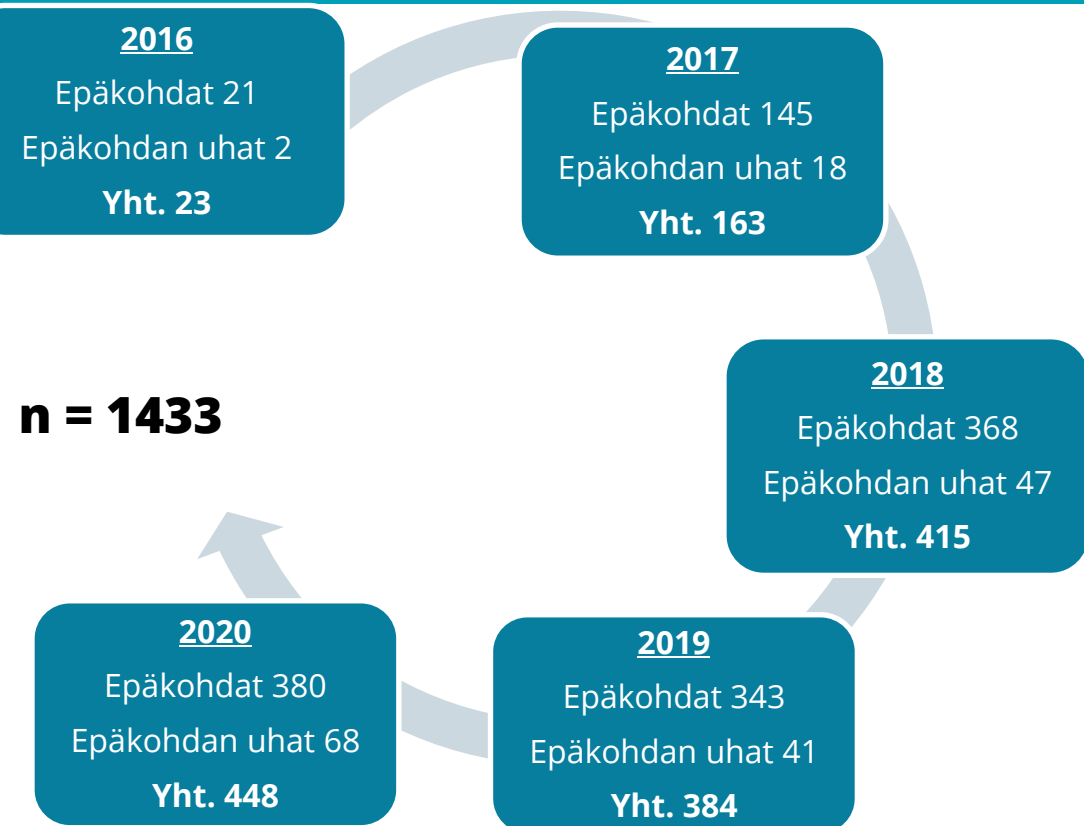 2016
Epäkohdat 21
Epäkohdan uhat 2
Yht. 23
2017
Epäkohdat 145
Epäkohdan uhat 18
Yht. 163
2018
Epäkohdat 368
Epäkohdan uhat 47
Yht. 415
n = 1433
2019
Epäkohdat 343
Epäkohdan uhat 41
Yht. 384
2020
Epäkohdat 380
Epäkohdan uhat 68
Yht. 448